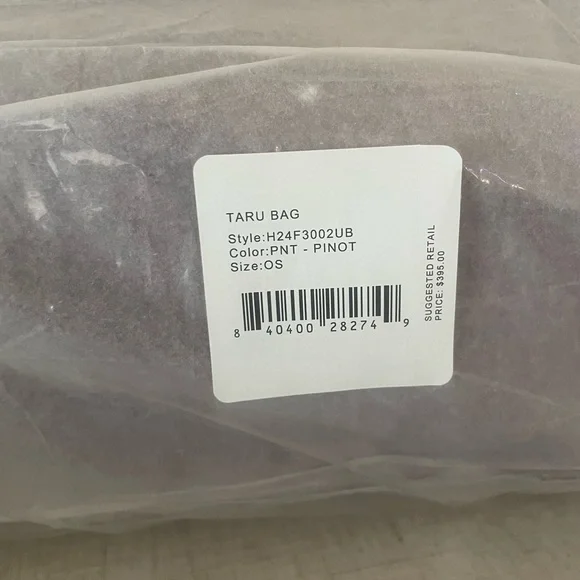 TARU BAG
Style:H24F3002UB
Color:PNT - PINOT
Size:OS
8 40400 28274 9
SUGGESTED RETAIL
PRICE: $395.00